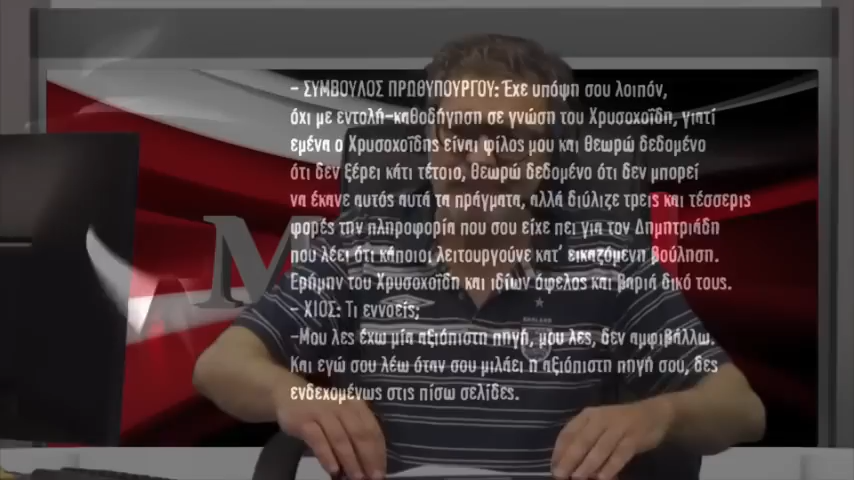 - ΣΥΜΒΟΥΛΟΣ ΠΡΩΘΥΠΟΥΡΓΟΥ: Έχε υπόψη σου λοιπόν,
όχι με εντολή-καθοδήγηση σε γνώση του Χρυσοχοΐδη, γιατί
εμένα ο Χρυσοχοΐδης είναι φίλος μου και θεωρώ δεδομένο
ότι δεν ξέρει κάτι τέτοιο, θεωρώ δεδομένο ότι δεν μπορεί
να έκανε αυτός αυτά τα πράγματα, αλλά διύλιζε τρεις και τέσσερις
φορές την πληροφορία που σου είχε πει για τον Δημητριάδη
που λέει ότι κάποιοι λειτουργούνε κατ' εικαζόμενη βούληση.
Ερήμην του Χρυσοχοΐδη και ιδίων όφελος και βαριά δικό τους.
- ΧΙΟΣ: Τι εννοείς;
-Μου λες έχω μία αξιόπιστη πηγή, μου λες, δεν αμφιβάλλω.
Και εγώ σου λέω όταν σου μιλάει η αξιόπιστη πηγή σου, δες
ενδεχομένως στις πίσω σελίδες.
M